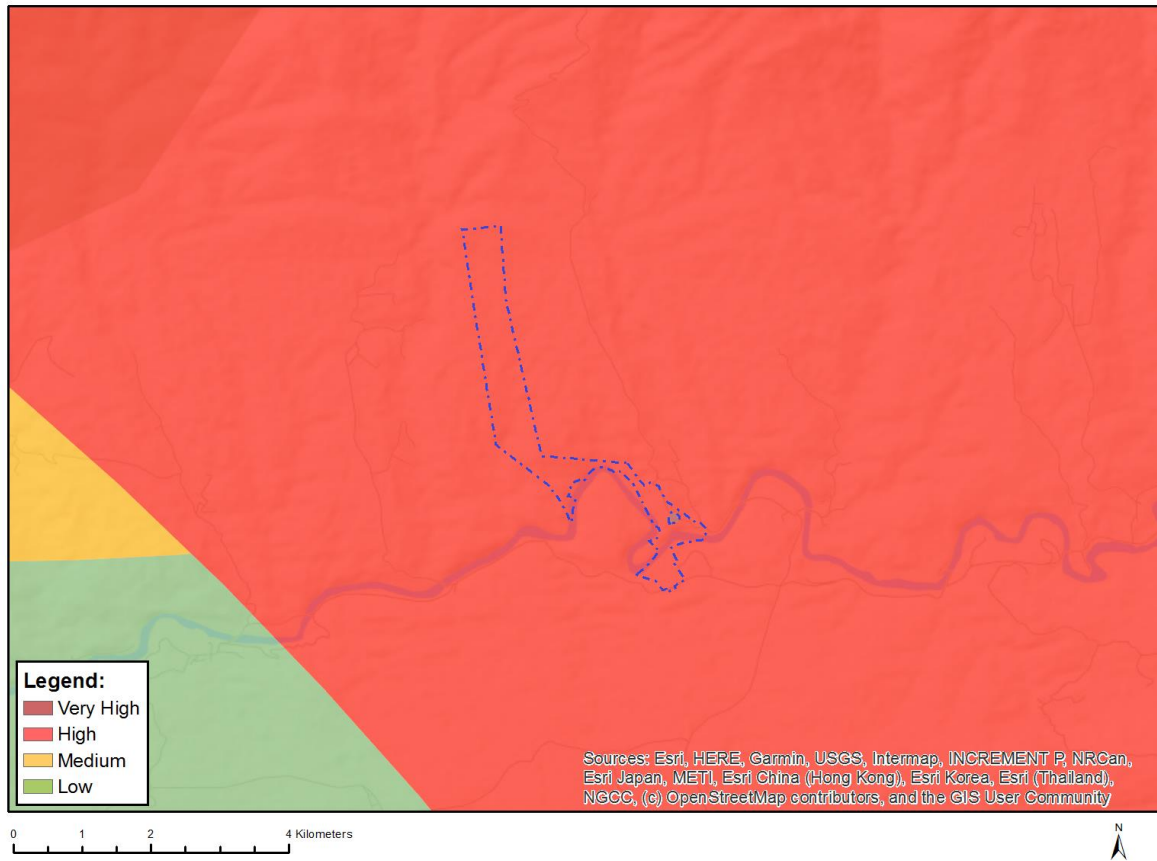 Legend:
Very High
High
Medium
Low
Sources: Esri, HERE, Garmin, USGS, Intermap, INCREMENT P, NRCan,
Esri Japan, METI, Esri China (Hong Kong), Esri Korea, Esri (Thailand),
NGCC, (c) OpenStreetMap contributors, and the GIS User Community
0 1 2 4 Kilometers
N